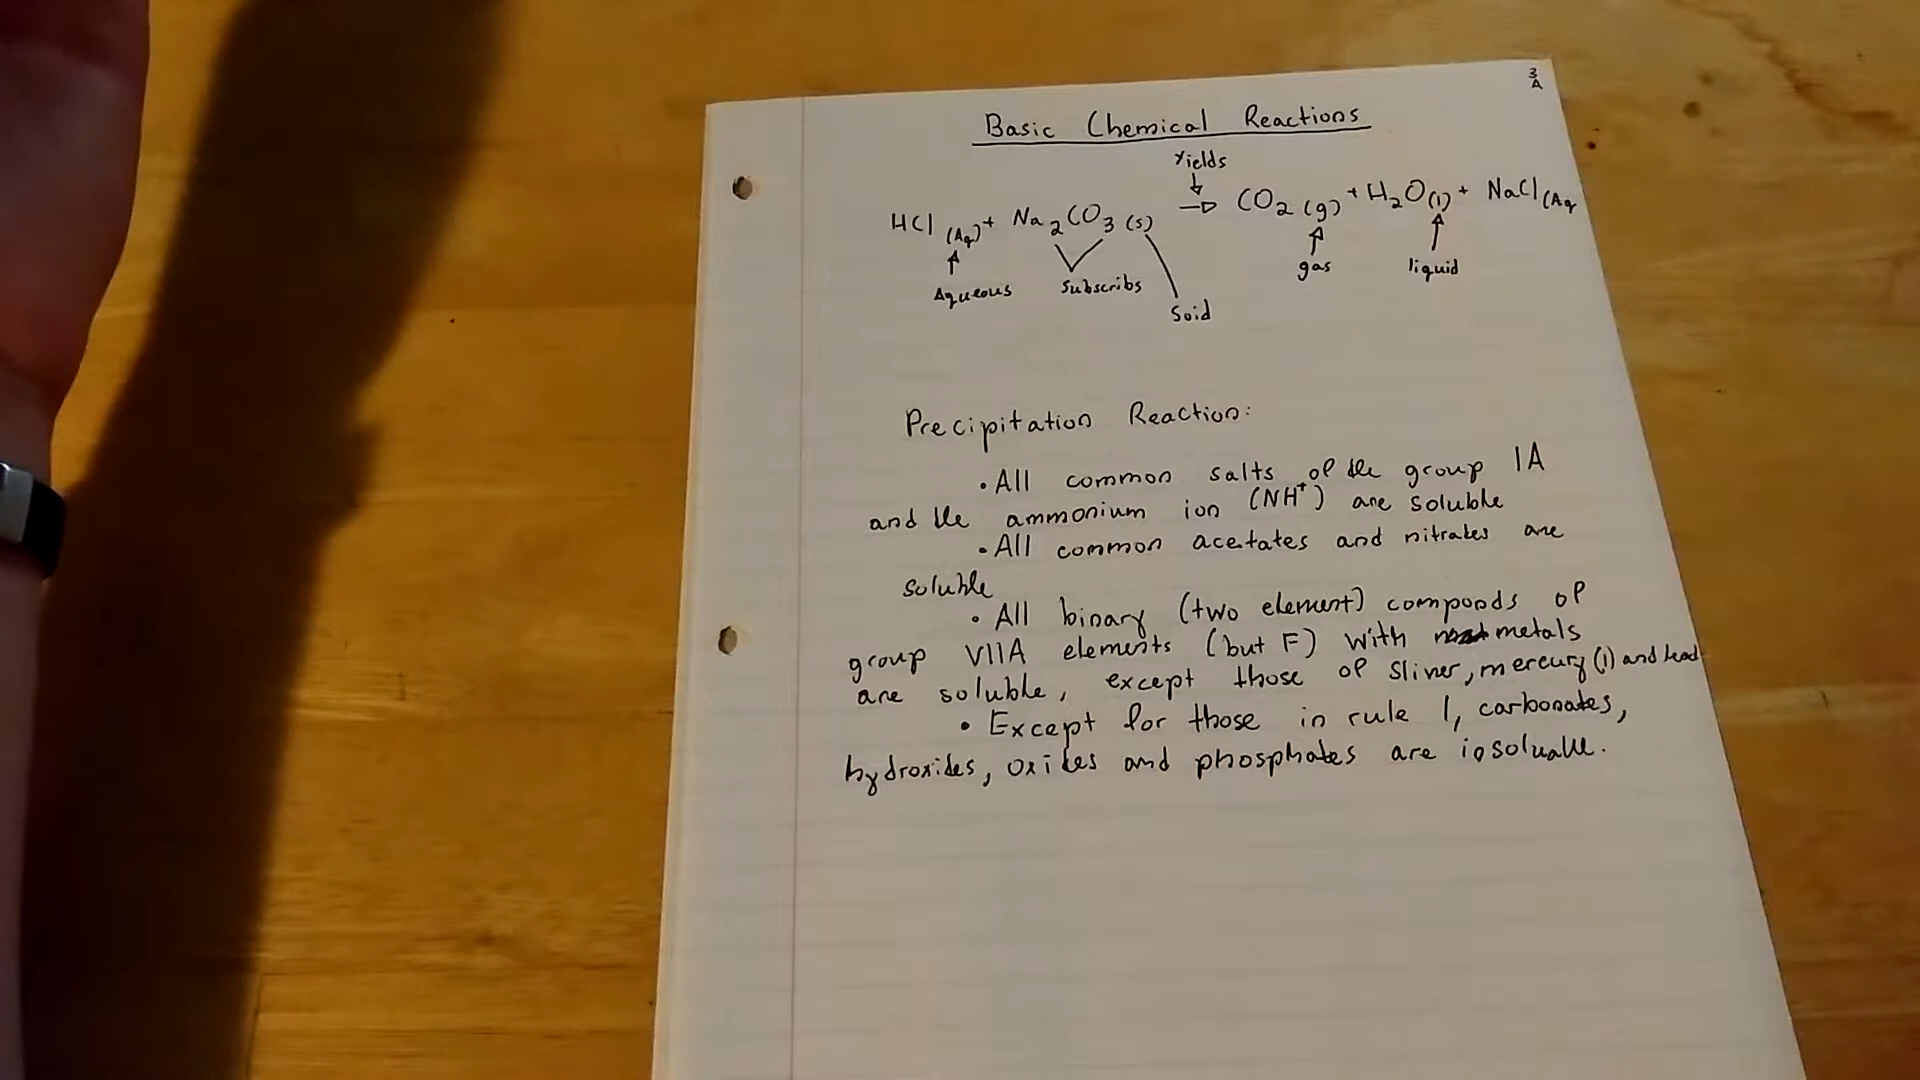 3
A
Basic Chemical Reactions
Yields
HCl (Aq) + Na2CO3 (s) → CO2 (g) + H2O(l) + NaCl(Aq
Aqueous Subscribs gas liquid
Soid
Precipitation Reaction:
• All common salts of the group IA
and the ammonium ion (NH+) are soluble
• All common acetates and nitrates are
soluble
• All binary (two element) componds of
group VIIA elements (but F) with metals
are soluble, except those of Sliver, mercury (1) and lead
• Except for those in rule 1, carbonates,
hydroxides, oxides and phosphates are insoluable.